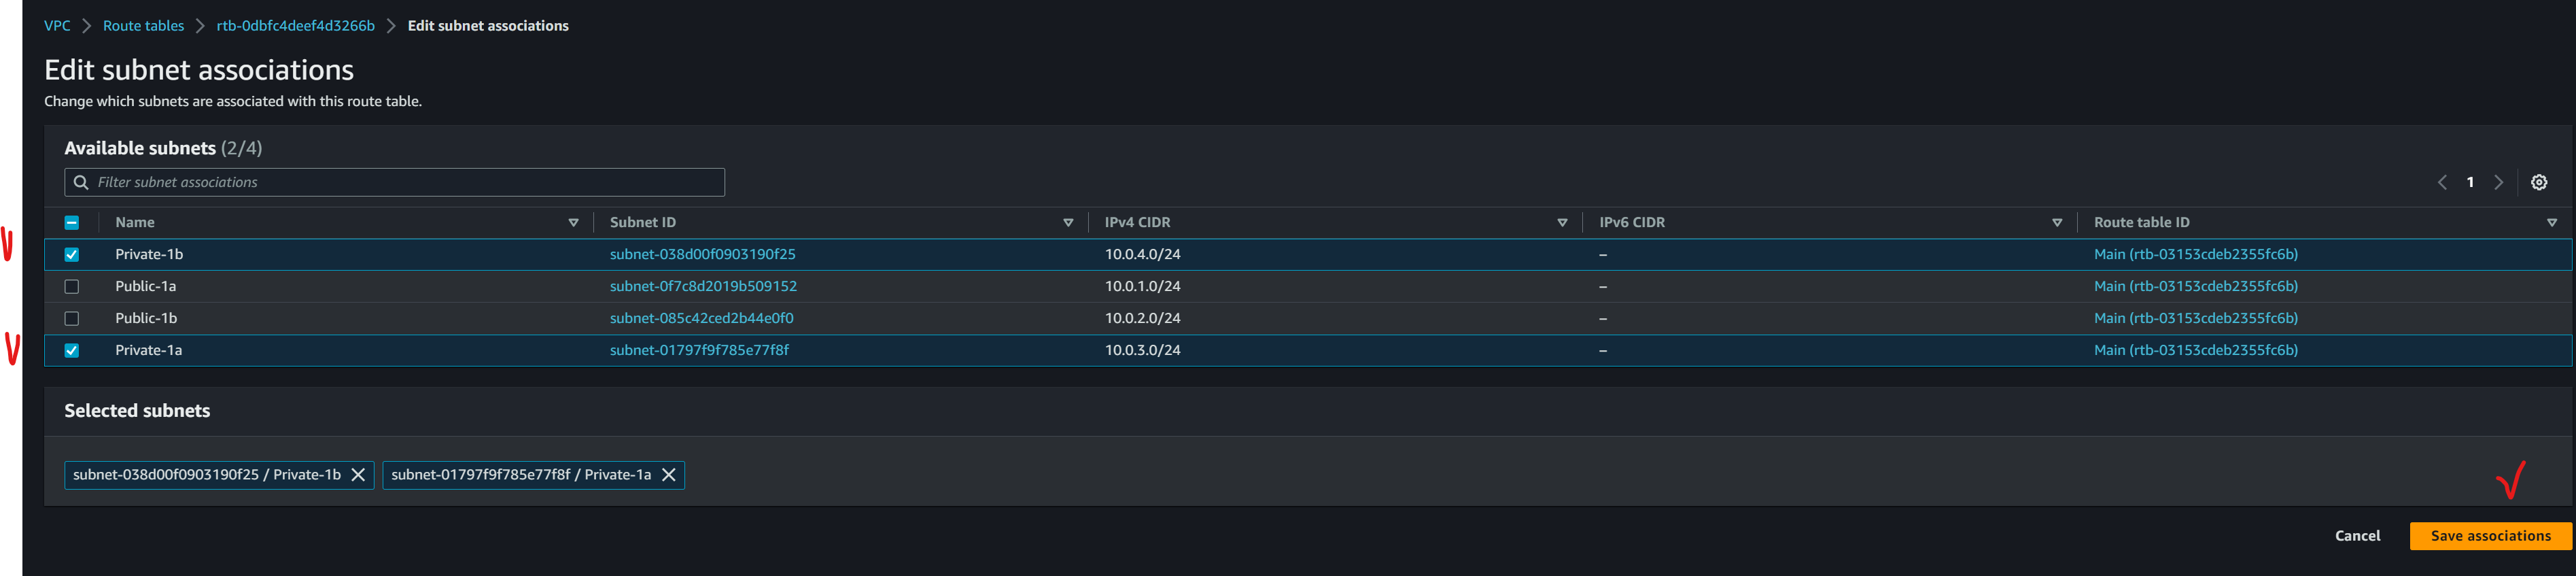 VPC > Route tables > rtb-0dbfc4deef4d3266b > Edit subnet associations
Edit subnet associations
Change which subnets are associated with this route table.
Available subnets (2/4)
Filter subnet associations
1
Name Subnet ID IPv4 CIDR IPv6 CIDR Route table ID
Private-1b subnet-038d00f0903190f25 10.0.4.0/24 – Main (rtb-03153cdeb2355fc6b)
Public-1a subnet-0f7c8d2019b509152 10.0.1.0/24 – Main (rtb-03153cdeb2355fc6b)
Public-1b subnet-085c42ced2b44e0f0 10.0.2.0/24 – Main (rtb-03153cdeb2355fc6b)
Private-1a subnet-01797f9f785e77f8f 10.0.3.0/24 – Main (rtb-03153cdeb2355fc6b)
Selected subnets
subnet-038d00f0903190f25 / Private-1b subnet-01797f9f785e77f8f / Private-1a
Cancel Save associations